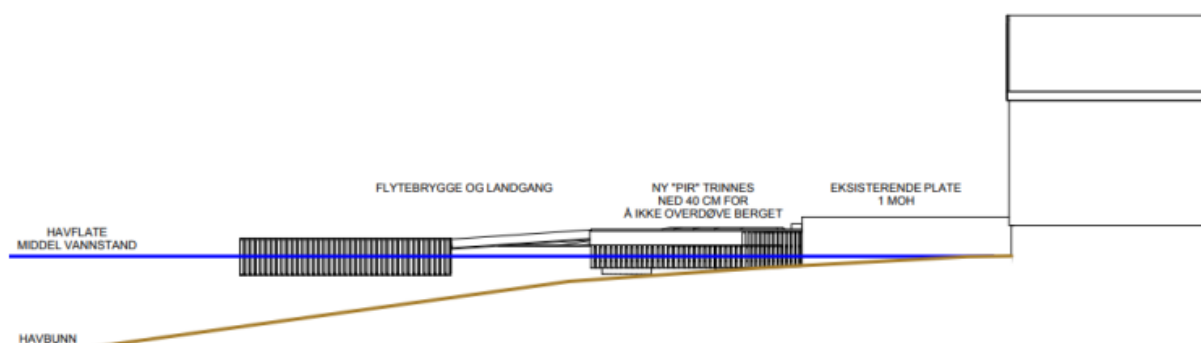 FLYTEBRYGGE OG LANDGANG
NY "PIR" TRINNES
NED 40 CM FOR
Å IKKE OVERDØVE BERGET
EKSISTERENDE PLATE
1 MOH
HAVFLATE
MIDDEL VANNSTAND
HAVBUNN